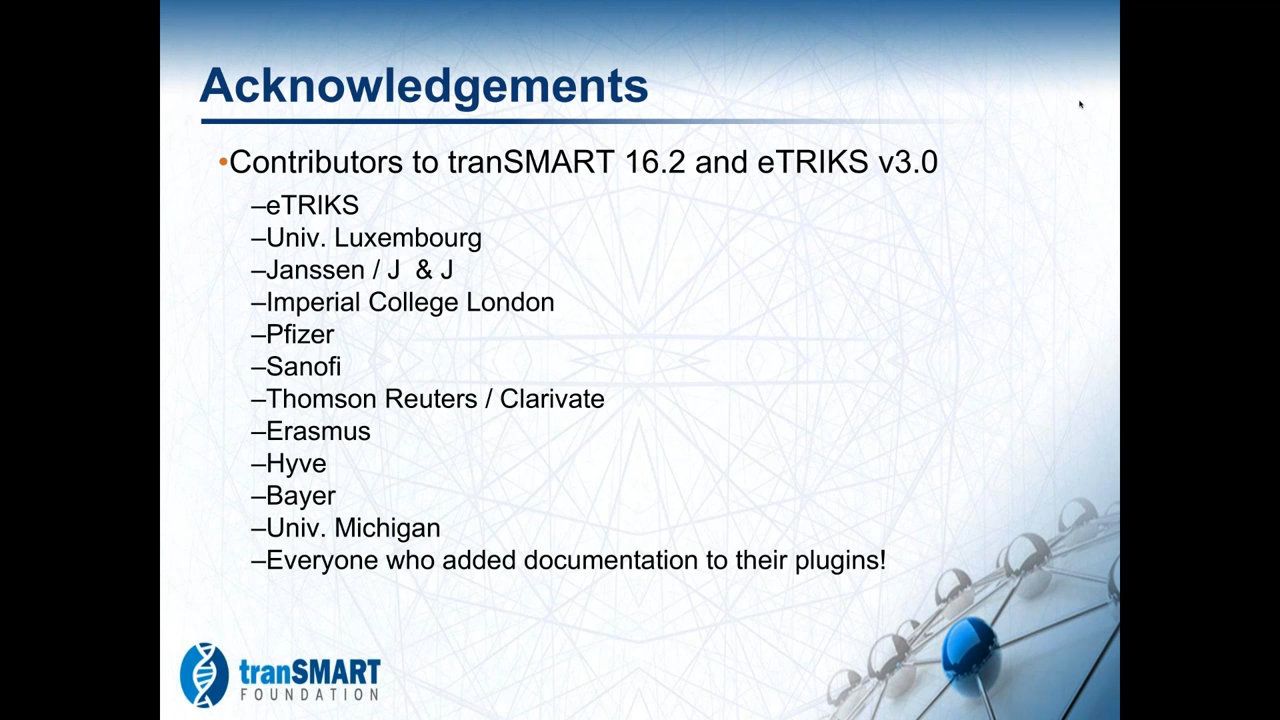 Acknowledgements
•Contributors to tranSMART 16.2 and eTRIKS v3.0
–eTRIKS
–Univ. Luxembourg
–Janssen / J  & J
–Imperial College London
–Pfizer
–Sanofi
–Thomson Reuters / Clarivate
–Erasmus
–Hyve
–Bayer
–Univ. Michigan
–Everyone who added documentation to their plugins!
tranSMART
FOUNDATION